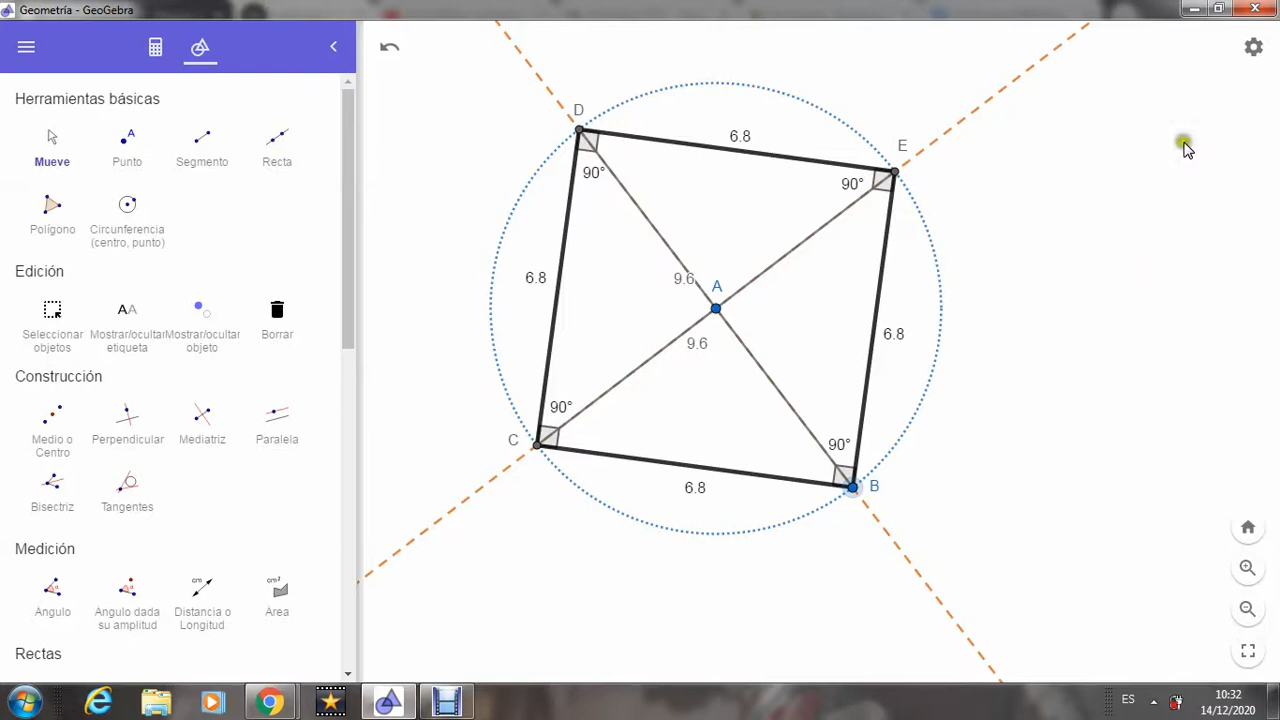 Geometría - GeoGebra
Herramientas básicas
A
Mueve
Punto
Segmento
Recta
Polígono
Circunferencia
(centro, punto)
Edición
AA
Seleccionar
objetos
Mostrar/ocultar
etiqueta
Mostrar/ocultar
objeto
Borrar
Construcción
Medio o
Centro
Perpendicular
Mediatriz
Paralela
Bisectriz
Tangentes
Medición
cm
cm²
Ángulo
Ángulo dada
su amplitud
Distancia o
Longitud
Área
Rectas
D
6.8
E
90°
90°
6.8
9.6
A
6.8
9.6
90°
C
90°
6.8
B
ES
10:32
14/12/2020